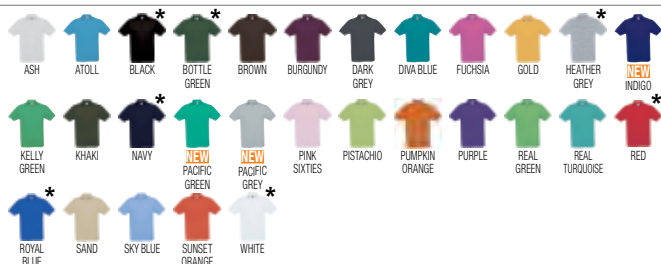 *
*
*
ASH ATOLL BLACK BOTTLE BROWN BURGUNDY DARK DIVA BLUE FUCHSIA GOLD HEATHER NEW
GREEN GREY GREY INDIGO
*
*
KELLY KHAKI NAVY NEW NEW PINK PISTACHIO PUMPKIN PURPLE REAL REAL RED
GREEN PACIFIC PACIFIC SIXTIES ORANGE GREEN TURQUOISE
GREEN GREY
*
*
ROYAL SAND SKY BLUE SUNSET WHITE
BLUE ORANGE